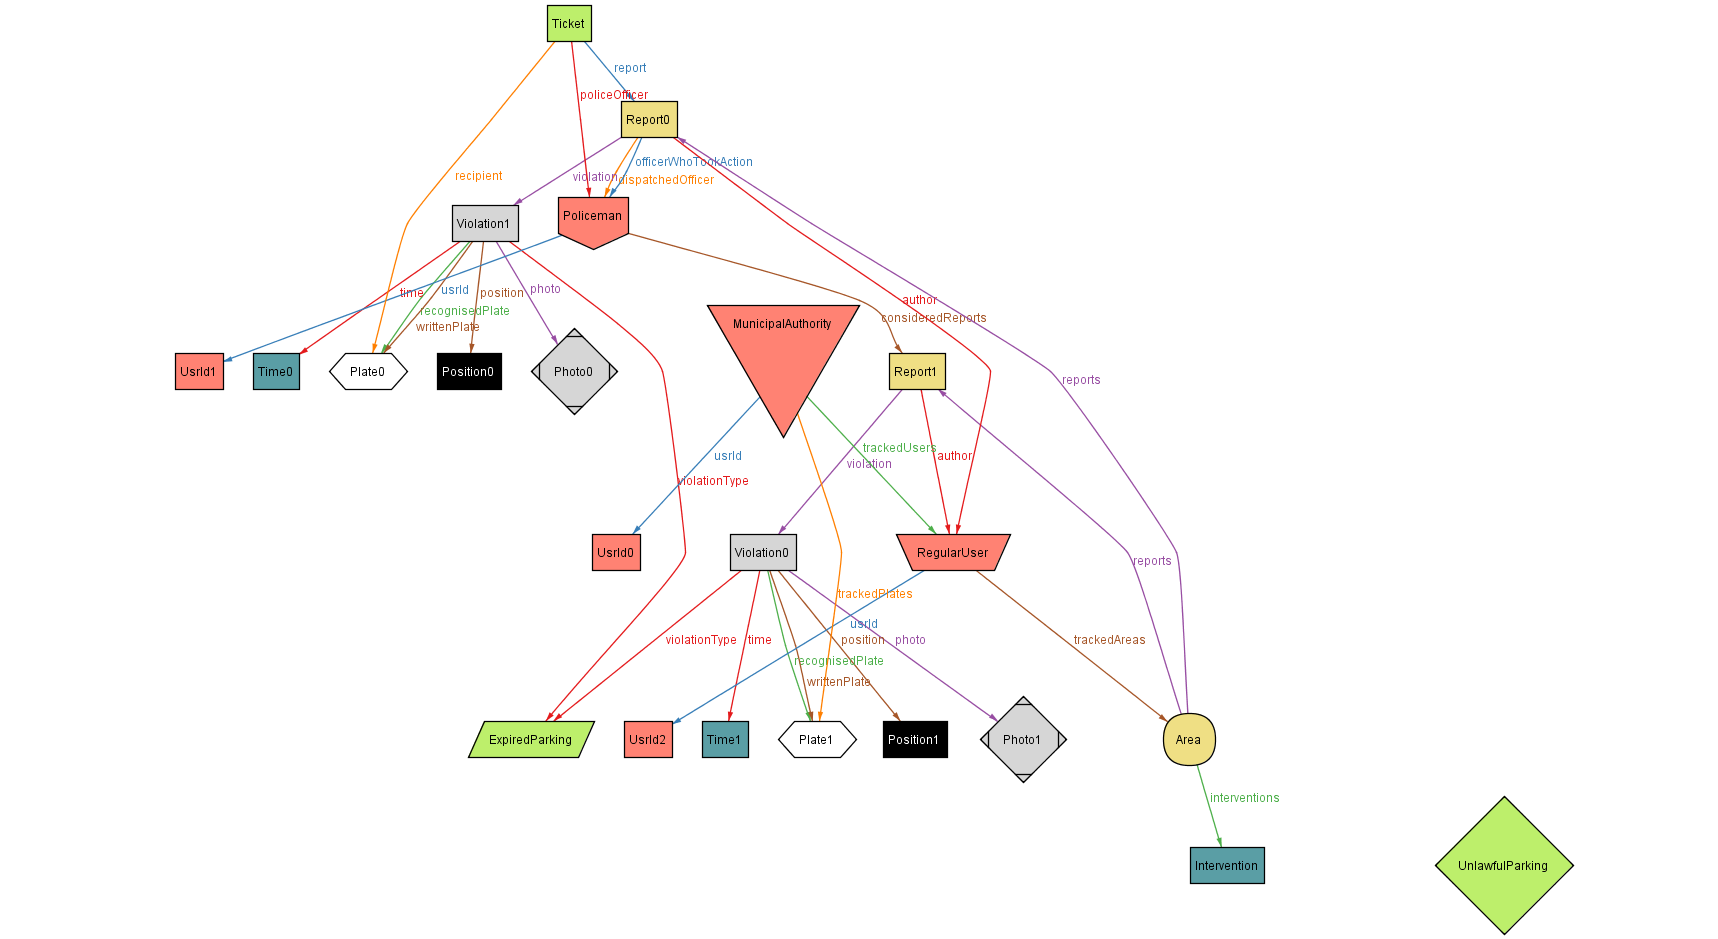 Ticket
report
policeOfficer
Report0
officerWhoTookAction
recipient
violation
dispatchedOfficer
Violation1
Policeman
time
usrId
position
photo
recognisedPlate
writtenPlate
author
consideredReports
MunicipalAuthority
UsrId1
Time0
Plate0
Position0
Photo0
Report1
reports
usrId
trackedUsers
violation
author
violationType
UsrId0
Violation0
RegularUser
reports
trackedPlates
usrId
violationType
time
position
photo
trackedAreas
recognisedPlate
writtenPlate
ExpiredParking
UsrId2
Time1
Plate1
Position1
Photo1
Area
interventions
Intervention
UnlawfulParking